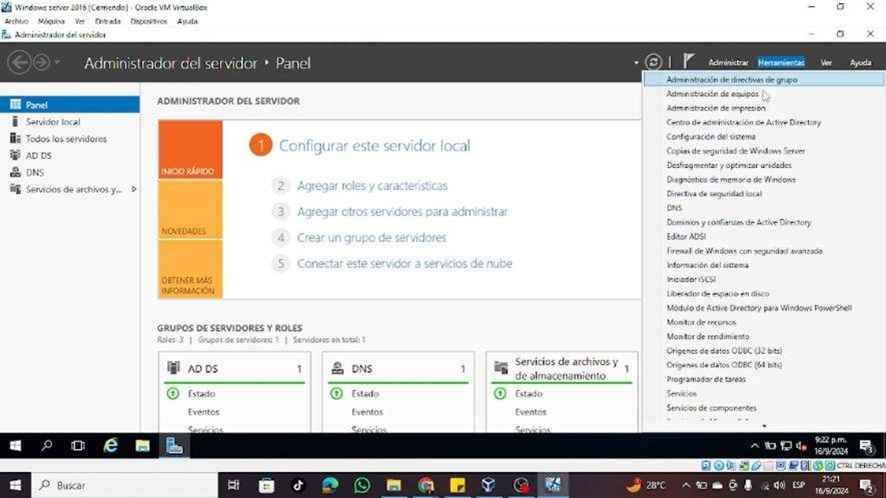 Windows server 2016 [Corriendo] - Oracle VM VirtualBox
Archivo Máquina Ver Entrada Dispositivos Ayuda
Administrador del servidor
Administrador del servidor ‣ Panel
Administrar Herramientas Ver Ayuda
Panel
Servidor local
Todos los servidores
AD DS
DNS
Servicios de archivos y...
ADMINISTRADOR DEL SERVIDOR
INICIO RÁPIDO
NOVEDADES
OBTENER MÁS
INFORMACIÓN
1 Configurar este servidor local
2 Agregar roles y características
3 Agregar otros servidores para administrar
4 Crear un grupo de servidores
5 Conectar este servidor a servicios de nube
GRUPOS DE SERVIDORES Y ROLES
Roles: 3 | Grupos de servidores: 1 | Servidores en total: 1
AD DS 1
Estado
Eventos
Servicios
DNS 1
Estado
Eventos
Servicios
Servicios de archivos y
de almacenamiento 1
Estado
Eventos
Servicios
Administración de directivas de grupo
Administración de equipos
Administración de impresión
Centro de administración de Active Directory
Configuración del sistema
Copias de seguridad de Windows Server
Desfragmentar y optimizar unidades
Diagnóstico de memoria de Windows
Directiva de seguridad local
DNS
Dominios y confianzas de Active Directory
Editor ADSI
Firewall de Windows con seguridad avanzada
Información del sistema
Iniciador iSCSI
Liberador de espacio en disco
Módulo de Active Directory para Windows PowerShell
Monitor de recursos
Monitor de rendimiento
Orígenes de datos ODBC (32 bits)
Orígenes de datos ODBC (64 bits)
Programador de tareas
Servicios
Servicios de componentes
9:22 p.m.
16/9/2024
3
CTRL DERECHA
Buscar
28°C
ESP
21:21
16/9/2024
2